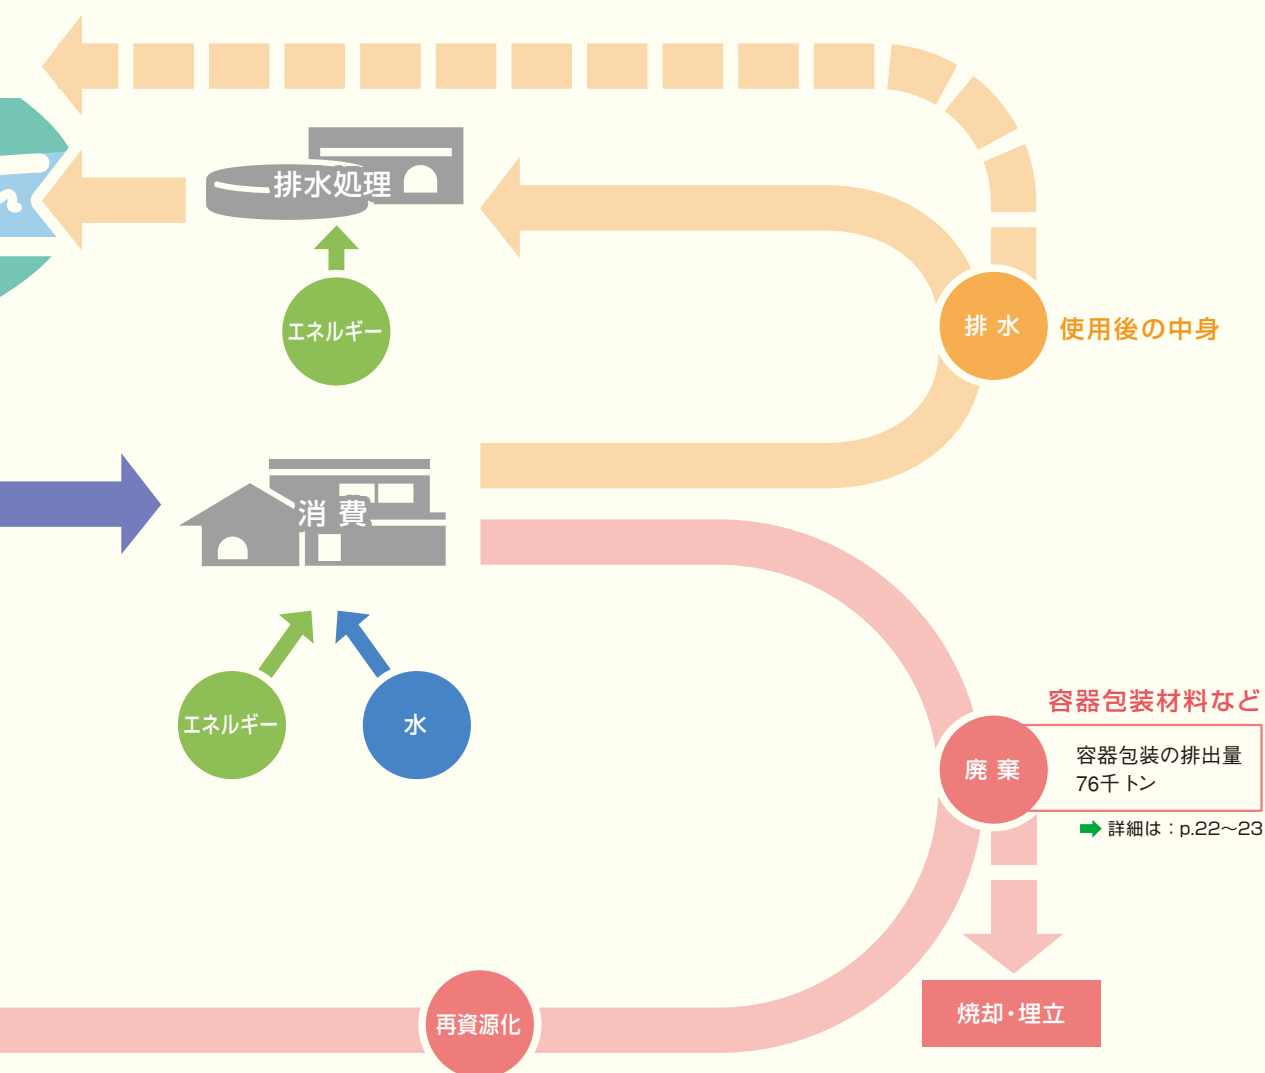 排水処理
エネルギー
排水
使用後の中身
消費
エネルギー
水
容器包装材料など
廃棄
容器包装の排出量
76千トン
詳細は：p.22〜23
再資源化
焼却・埋立